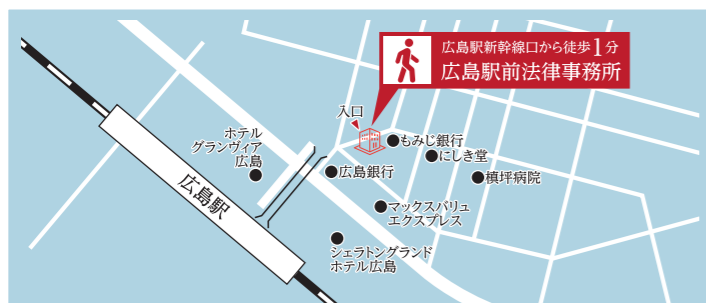 広島駅新幹線口から徒歩1分
広島駅前法律事務所
入口
もみじ銀行
にしき堂
槙坪病院
ホテル
グランヴィア
広島
広島銀行
マックスバリュ
エクスプレス
シェラトングランド
ホテル広島
広島駅